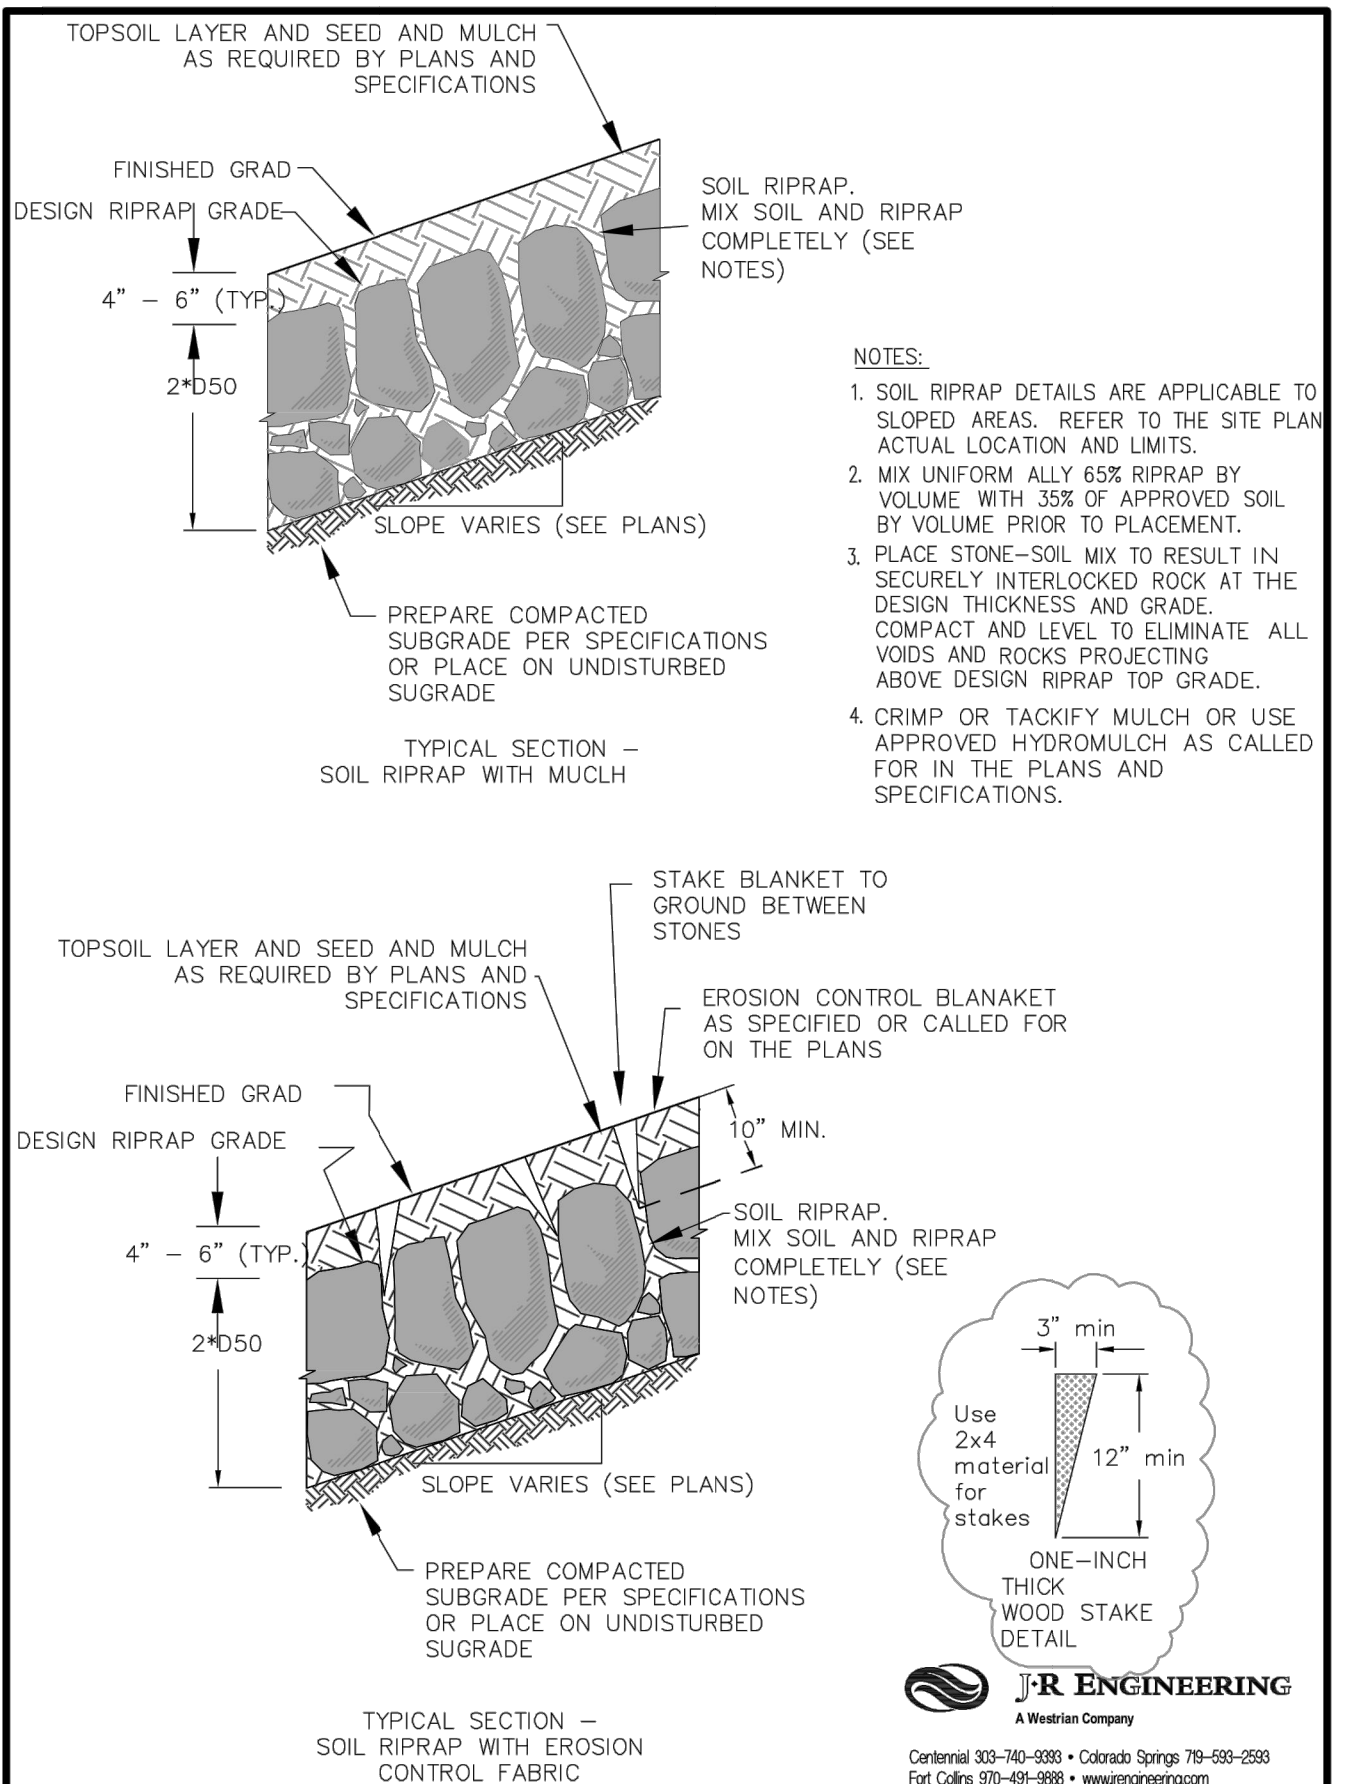 TOPSOIL LAYER AND SEED AND MULCH
AS REQUIRED BY PLANS AND
SPECIFICATIONS
FINISHED GRAD
DESIGN RIPRAP GRADE
4" – 6" (TYP.)
2*D50
SOIL RIPRAP.
MIX SOIL AND RIPRAP
COMPLETELY (SEE
NOTES)
SLOPE VARIES (SEE PLANS)
PREPARE COMPACTED
SUBGRADE PER SPECIFICATIONS
OR PLACE ON UNDISTURBED
SUGRADE
TYPICAL SECTION –
SOIL RIPRAP WITH MUCLH
NOTES:
1. SOIL RIPRAP DETAILS ARE APPLICABLE TO
SLOPED AREAS. REFER TO THE SITE PLAN
ACTUAL LOCATION AND LIMITS.
2. MIX UNIFORM ALLY 65% RIPRAP BY
VOLUME WITH 35% OF APPROVED SOIL
BY VOLUME PRIOR TO PLACEMENT.
3. PLACE STONE–SOIL MIX TO RESULT IN
SECURELY INTERLOCKED ROCK AT THE
DESIGN THICKNESS AND GRADE.
COMPACT AND LEVEL TO ELIMINATE ALL
VOIDS AND ROCKS PROJECTING
ABOVE DESIGN RIPRAP TOP GRADE.
4. CRIMP OR TACKIFY MULCH OR USE
APPROVED HYDROMULCH AS CALLED
FOR IN THE PLANS AND
SPECIFICATIONS.
STAKE BLANKET TO
GROUND BETWEEN
STONES
TOPSOIL LAYER AND SEED AND MULCH
AS REQUIRED BY PLANS AND
SPECIFICATIONS
EROSION CONTROL BLANAKET
AS SPECIFIED OR CALLED FOR
ON THE PLANS
FINISHED GRAD
DESIGN RIPRAP GRADE
10" MIN.
4" – 6" (TYP.)
2*D50
SOIL RIPRAP.
MIX SOIL AND RIPRAP
COMPLETELY (SEE
NOTES)
SLOPE VARIES (SEE PLANS)
PREPARE COMPACTED
SUBGRADE PER SPECIFICATIONS
OR PLACE ON UNDISTURBED
SUGRADE
TYPICAL SECTION –
SOIL RIPRAP WITH EROSION
CONTROL FABRIC
3" min
Use
2x4
material
for
stakes
12" min
ONE–INCH
THICK
WOOD STAKE
DETAIL
J·R ENGINEERING
A Westrian Company
Centennial 303–740–9393 • Colorado Springs 719–593–2593
Fort Collins 970–491–9888 • www.jrengineering.com